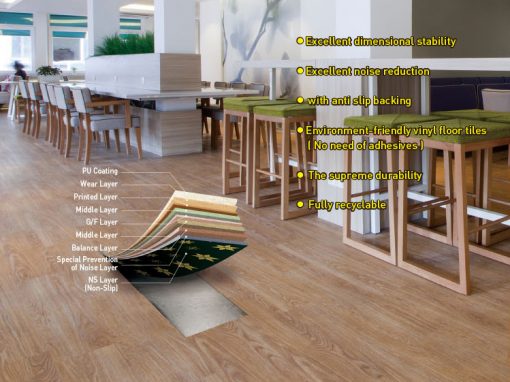 Excellent dimensional stability
Excellent noise reduction
with anti slip backing
Environment-friendly vinyl floor tiles
( No need of adhesives )
The supreme durability
Fully recyclable
PU Coating
Wear Layer
Printed Layer
Middle Layer
G/F Layer
Middle Layer
Balance Layer
Special Prevention
of Noise Layer
NS Layer
(Non-Slip)